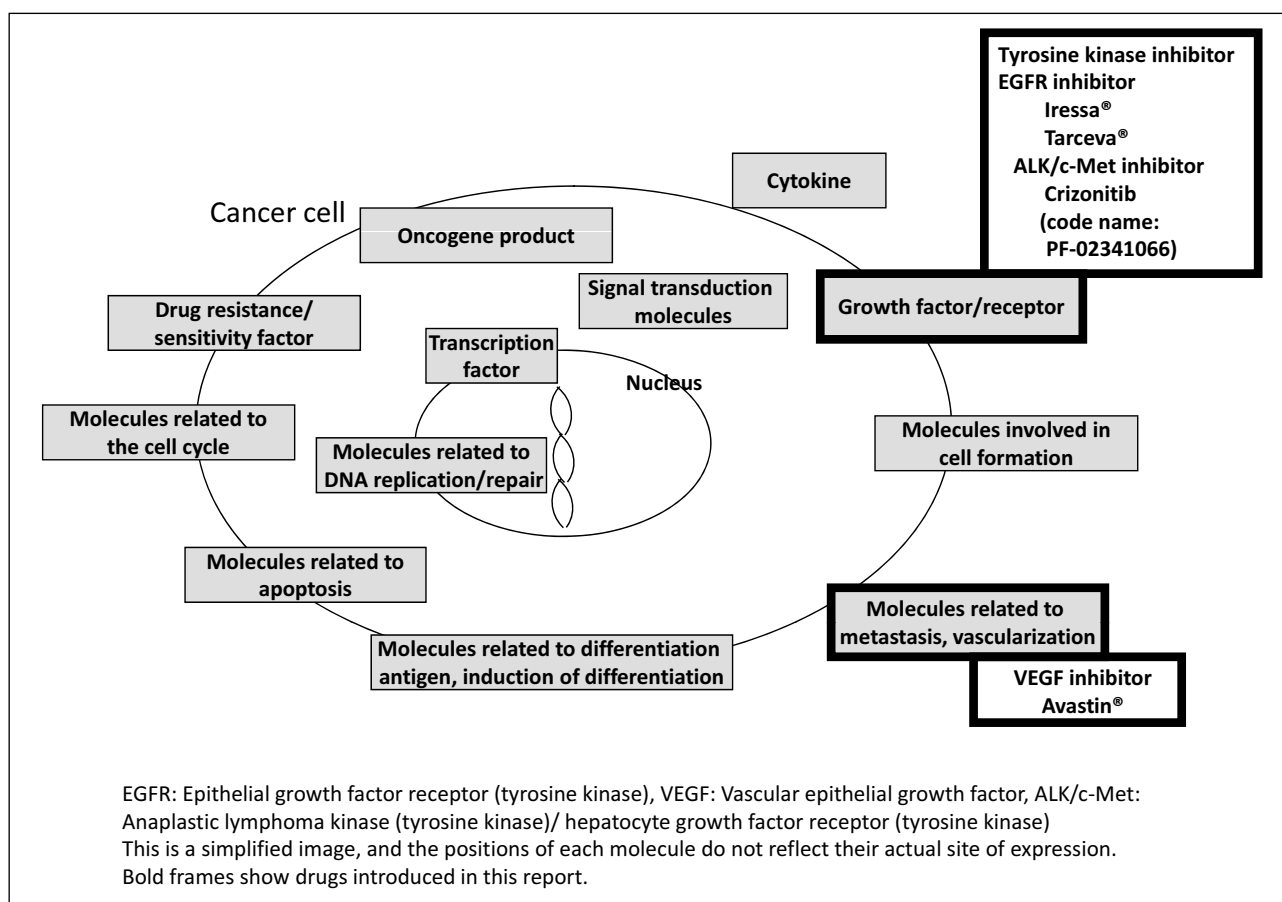 Tyrosine kinase inhibitor
EGFR inhibitor
Iressa®
Tarceva®
ALK/c-Met inhibitor
Crizonitib
(code name:
PF-02341066)
Cytokine
Cancer cell
Oncogene product
Signal transduction
molecules
Growth factor/receptor
Drug resistance/
sensitivity factor
Transcription
factor
Nucleus
Molecules related to
the cell cycle
Molecules related to
DNA replication/repair
Molecules involved in
cell formation
Molecules related to
apoptosis
Molecules related to
metastasis, vascularization
Molecules related to differentiation
antigen, induction of differentiation
VEGF inhibitor
Avastin®
EGFR: Epithelial growth factor receptor (tyrosine kinase), VEGF: Vascular epithelial growth factor, ALK/c-Met:
Anaplastic lymphoma kinase (tyrosine kinase)/ hepatocyte growth factor receptor (tyrosine kinase)
This is a simplified image, and the positions of each molecule do not reflect their actual site of expression.
Bold frames show drugs introduced in this report.